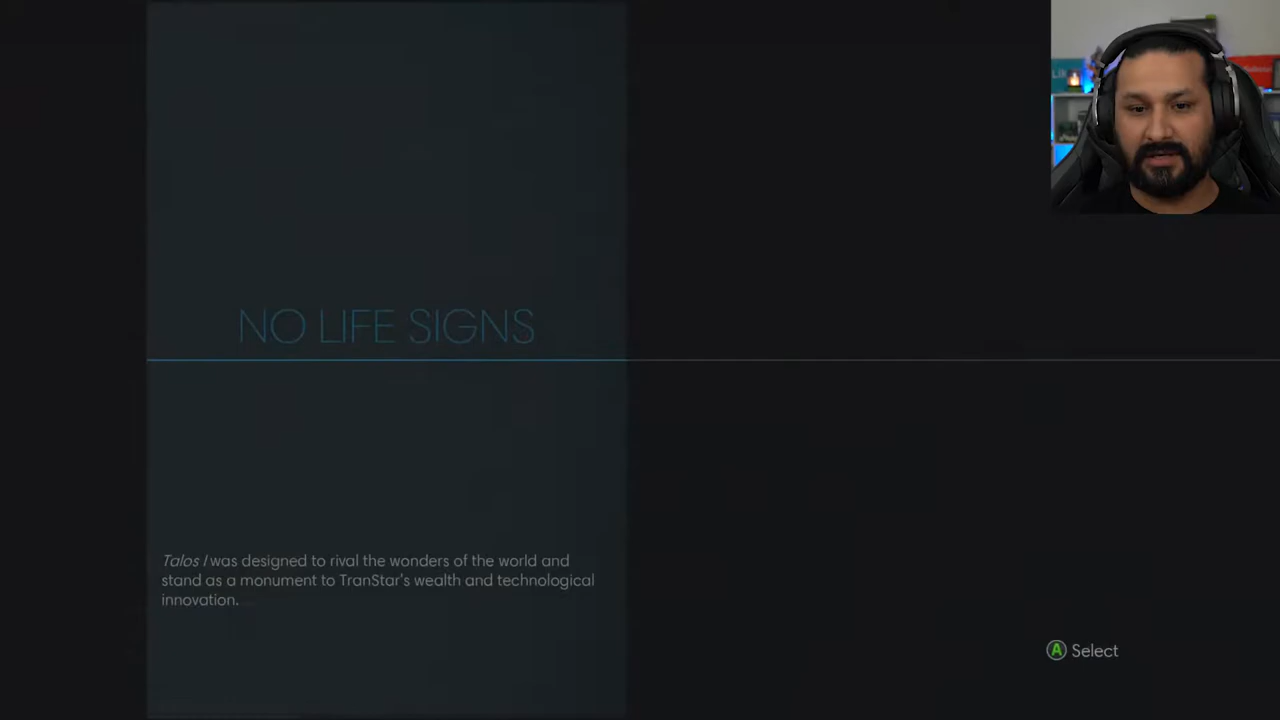 NO LIFE SIGNS
Talos I was designed to rival the wonders of the world and
stand as a monument to TranStar's wealth and technological
innovation.
A Select